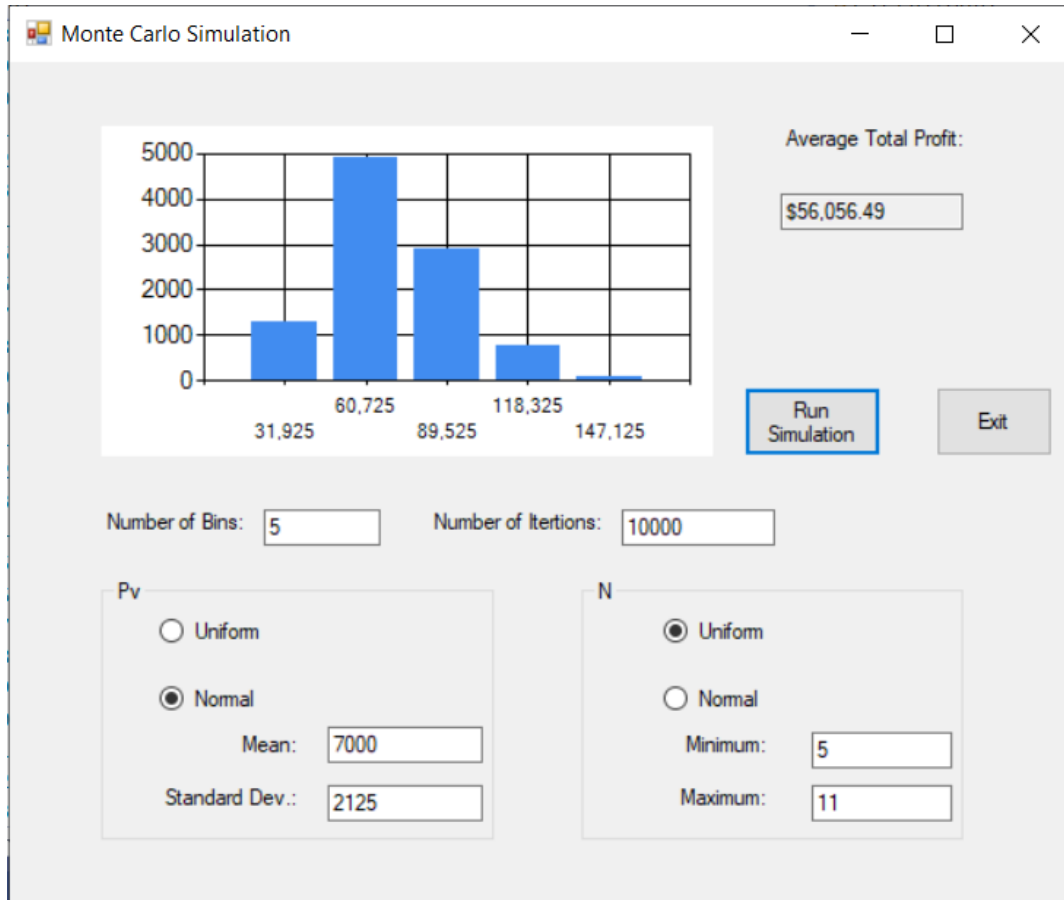 Monte Carlo Simulation
Average Total Profit:
$56,056.49
5000
4000
3000
2000
1000
0
60,725 118,325
31,925 89,525 147,125
Run
Simulation
Exit
Number of Bins: 5 Number of Itertions: 10000
Pv
Uniform
Normal
Mean: 7000
Standard Dev.: 2125
N
Uniform
Normal
Minimum: 5
Maximum: 11